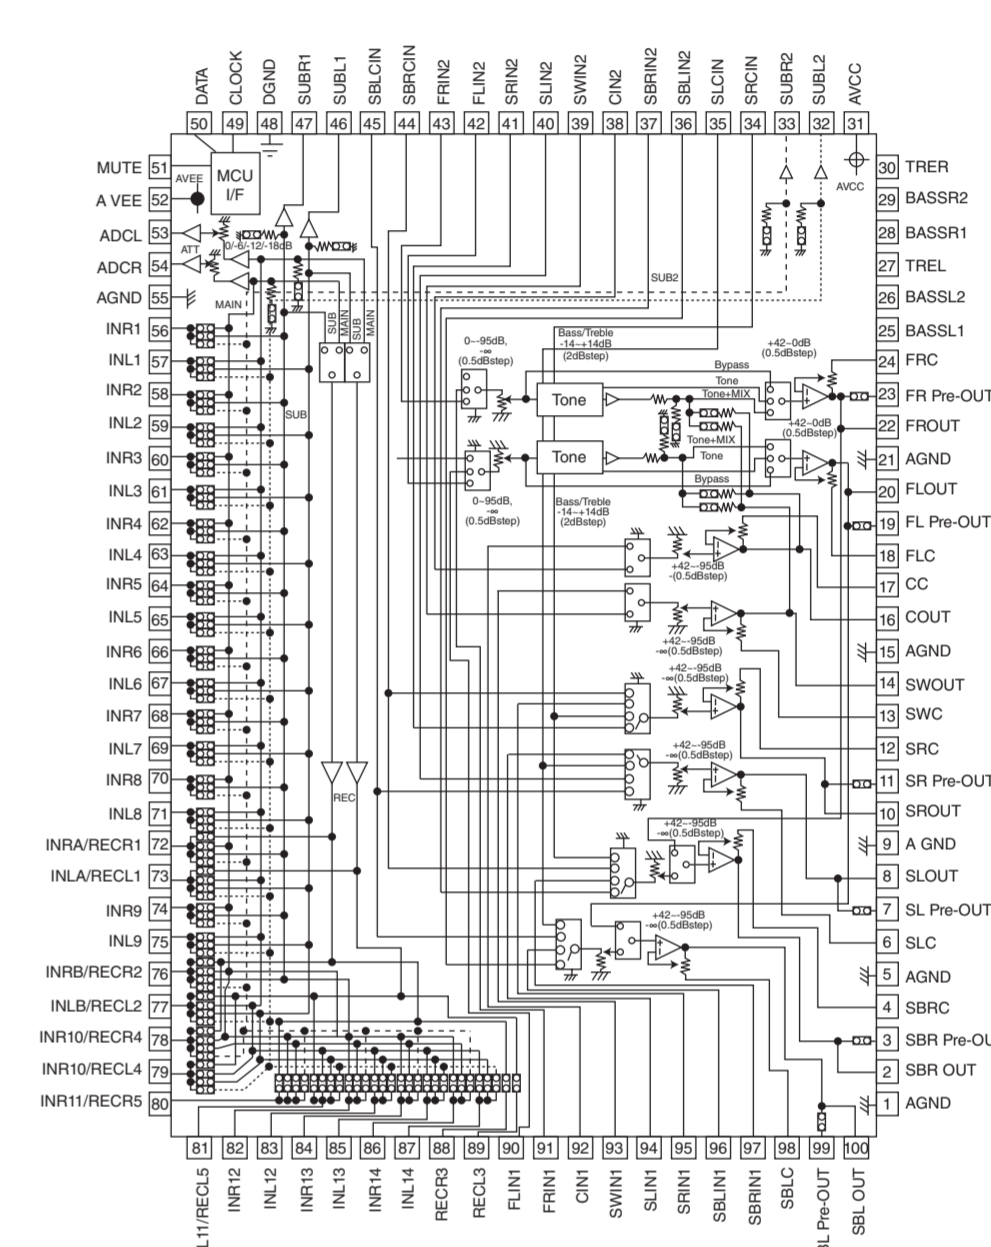 DATA
CLOCK
DGND
SUBR1
SUBL1
SBLCIN
SBRCIN
FRIN2
FLIN2
SRIN2
SLIN2
SWIN2
CIN2
SBRIN2
SBLIN2
SLCIN
SRCIN
SUBR2
SUBL2
AVCC
50 49 48 47 46 45 44 43 42 41 40 39 38 37 36 35 34 33 32 31
MUTE 51
A VEE 52
ADCL 53
ADCR 54
AGND 55
INR1 56
INL1 57
INR2 58
INL2 59
INR3 60
INL3 61
INR4 62
INL4 63
INR5 64
INL5 65
INR6 66
INL6 67
INR7 68
INL7 69
INR8 70
INL8 71
INRA/RECR1 72
INLA/RECL1 73
INR9 74
INL9 75
INRB/RECR2 76
INLB/RECL2 77
INR10/RECR4 78
INR10/RECL4 79
INR11/RECR5 80
AVEE
MCU
I/F
ATT
0/-6/-12/-18dB
MAIN
SUB
MAIN
SUB
MAIN
SUB
REC
SUB2
AVCC
0~-95dB,
-∞
(0.5dBstep)
Bass/Treble
-14~+14dB
(2dBstep)
+42~0dB
(0.5dBstep)
Bypass
Tone
Tone
Tone+MIX
+42~0dB
(0.5dBstep)
Tone+MIX
Tone
Tone
Bypass
0~95dB,
-∞
(0.5dBstep)
Bass/Treble
-14~+14dB
(2dBstep)
+42~-95dB
-(0.5dBstep)
+42~-95dB
-∞(0.5dBstep)
+42~-95dB
-∞(0.5dBstep)
+42~-95dB
-∞(0.5dBstep)
+42~-95dB
-∞(0.5dBstep)
+42~-95dB
-∞(0.5dBstep)
30 TRER
29 BASSR2
28 BASSR1
27 TREL
26 BASSL2
25 BASSL1
24 FRC
23 FR Pre-OUT
22 FROUT
21 AGND
20 FLOUT
19 FL Pre-OUT
18 FLC
17 CC
16 COUT
15 AGND
14 SWOUT
13 SWC
12 SRC
11 SR Pre-OUT
10 SROUT
9 A GND
8 SLOUT
7 SL Pre-OUT
6 SLC
5 AGND
4 SBRC
3 SBR Pre-OU
2 SBR OUT
1 AGND
81 82 83 84 85 86 87 88 89 90 91 92 93 94 95 96 97 98 99 100
L11/RECL5
INR12
INL12
INR13
INL13
INR14
INL14
RECR3
RECL3
FLIN1
FRIN1
CIN1
SWIN1
SLIN1
SRIN1
SBLIN1
SBRIN1
SBLC
BL Pre-OUT
SBL OUT